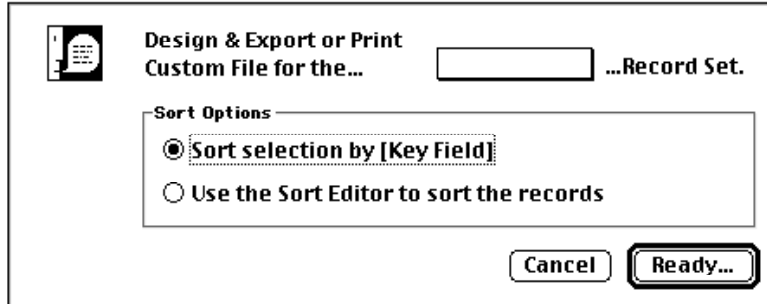 Design & Export or Print
Custom File for the...
...Record Set.
Sort Options
Sort selection by [Key Field]
Use the Sort Editor to sort the records
Cancel
Ready...